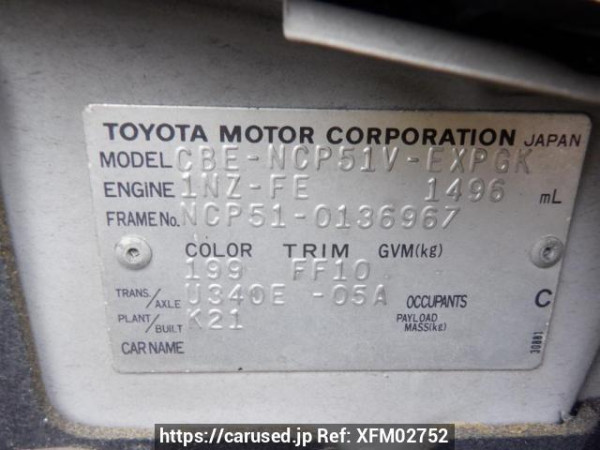 TOYOTA MOTOR CORPORATION JAPAN
MODEL CBE-NCP51V-EXPGK
ENGINE 1NZ-FE 1496 mL
FRAME No. NCP51-0136967
COLOR TRIM GVM(kg)
199 FF10
TRANS./AXLE U340E -05A OCCUPANTS C
PLANT/BUILT K21 PAYLOAD MASS(kg)
CAR NAME
30881
https://carused.jp Ref: XFM02752